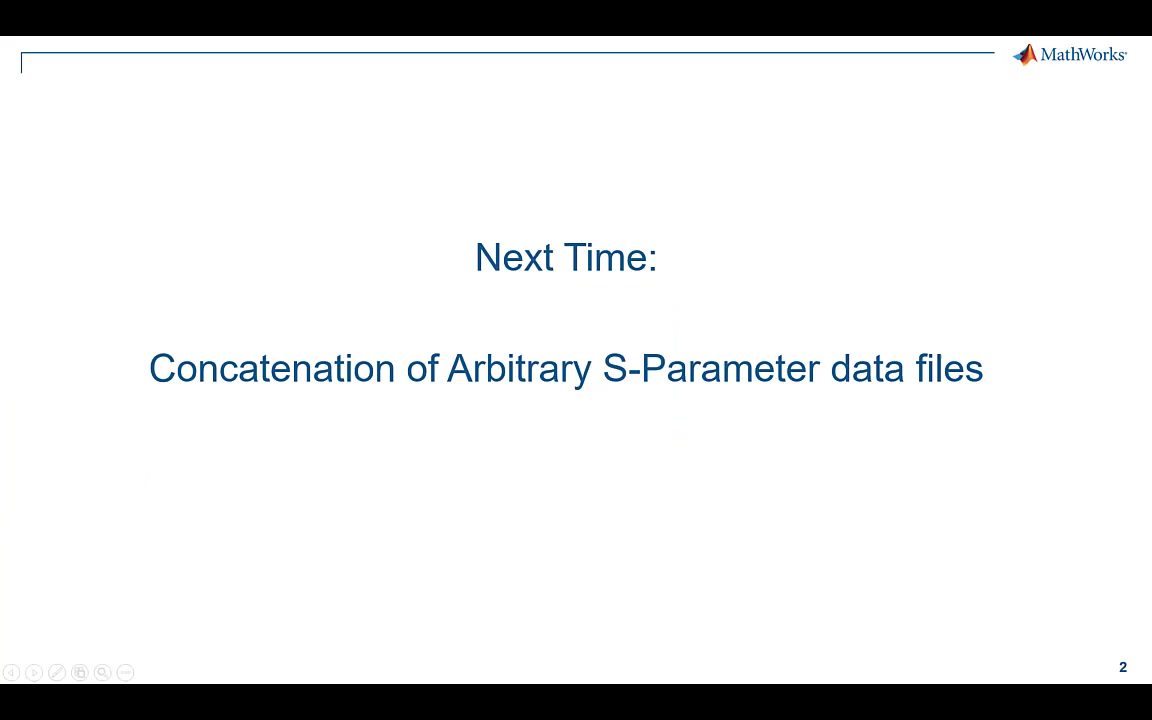 MathWorks
Next Time:
Concatenation of Arbitrary S-Parameter data files
2